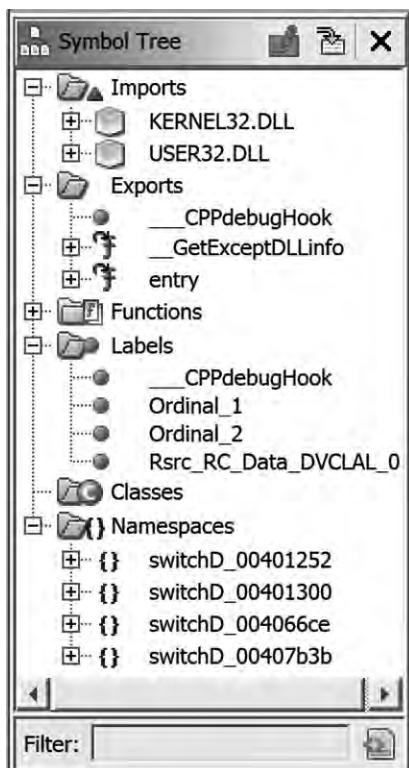 Symbol Tree
Imports
KERNEL32.DLL
USER32.DLL
Exports
___CPPdebugHook
__GetExceptDLLinfo
entry
Functions
Labels
___CPPdebugHook
Ordinal_1
Ordinal_2
Rsrc_RC_Data_DVCLAL_0
Classes
Namespaces
switchD_00401252
switchD_00401300
switchD_004066ce
switchD_00407b3b
Filter: